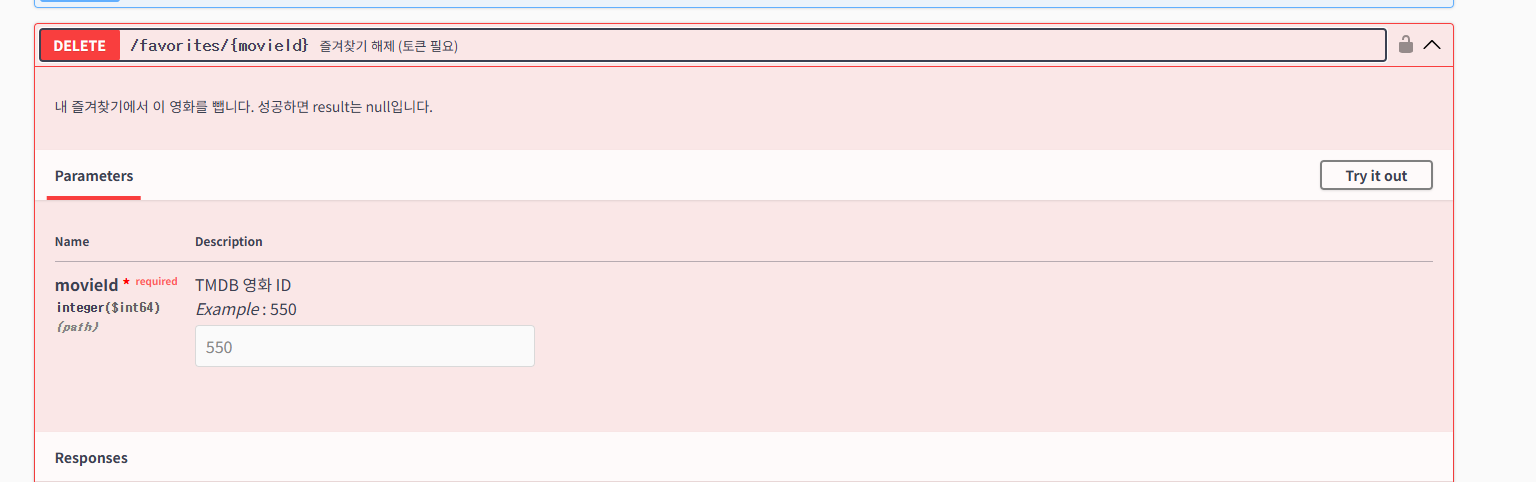 DELETE /favorites/{movieId} 즐겨찾기 해제 (토큰 필요)
내 즐겨찾기에서 이 영화를 뺍니다. 성공하면 result는 null입니다.
Parameters Try it out
Name Description
movieId * required TMDB 영화 ID
integer($int64) Example : 550
(path)
550
Responses